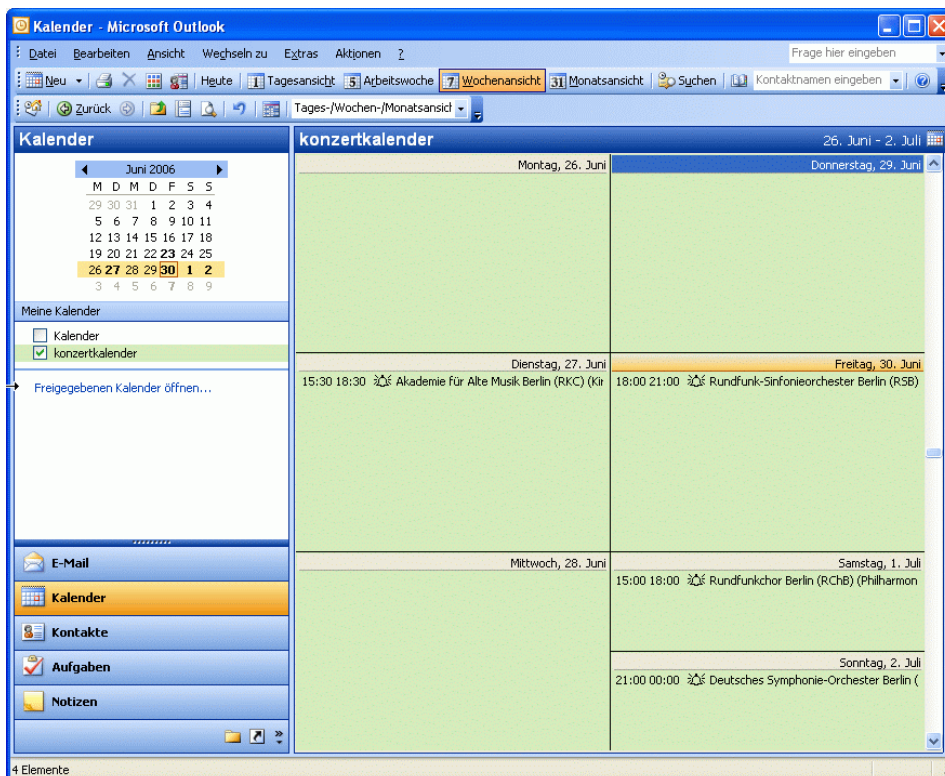 Kalender - Microsoft Outlook
Datei Bearbeiten Ansicht Wechseln zu Extras Aktionen ? Frage hier eingeben
Neu Heute 1 Tagesansicht 5 Arbeitswoche 7 Wochenansicht 31 Monatsansicht Suchen Kontaktnamen eingeben
Zurück Tages-/Wochen-/Monatsansicht
Kalender
Juni 2006
M D M D F S S
29 30 31 1 2 3 4
5 6 7 8 9 10 11
12 13 14 15 16 17 18
19 20 21 22 23 24 25
26 27 28 29 30 1 2
3 4 5 6 7 8 9
Meine Kalender
Kalender
konzertkalender
Freigegebenen Kalender öffnen...
E-Mail
Kalender
Kontakte
Aufgaben
Notizen
konzertkalender 26. Juni - 2. Juli
Montag, 26. Juni
Dienstag, 27. Juni
15:30 18:30 Akademie für Alte Musik Berlin (RKC) (Kir
Mittwoch, 28. Juni
Donnerstag, 29. Juni
Freitag, 30. Juni
18:00 21:00 Rundfunk-Sinfonieorchester Berlin (RSB)
Samstag, 1. Juli
15:00 18:00 Rundfunkchor Berlin (RChB) (Philharmon
Sonntag, 2. Juli
21:00 00:00 Deutsches Symphonie-Orchester Berlin (
4 Elemente